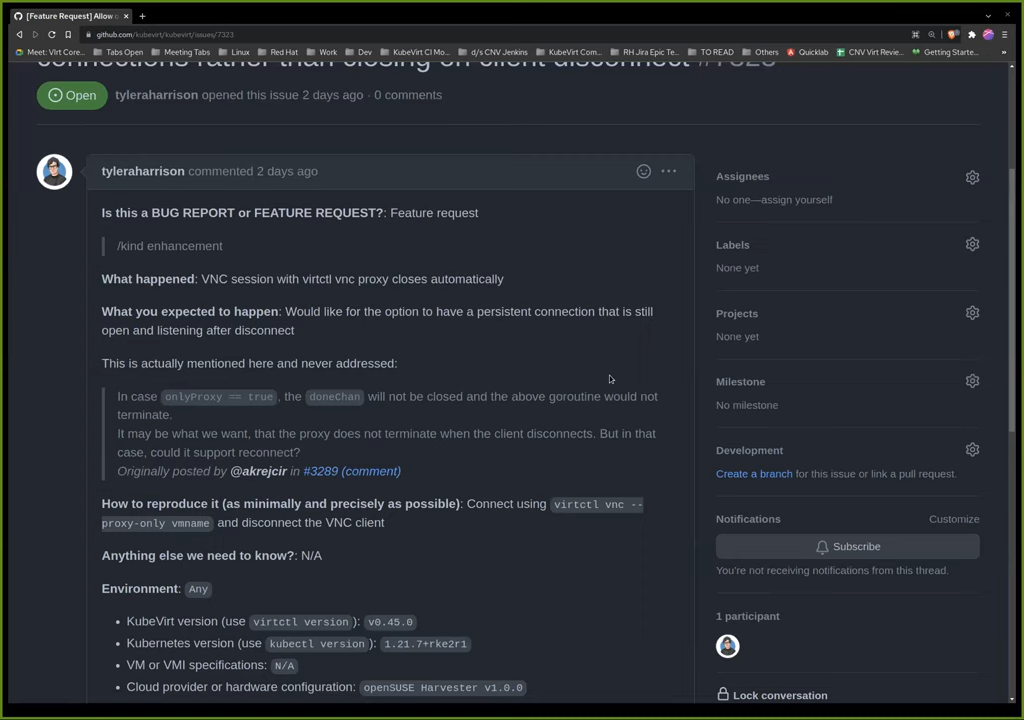 [Feature Request] Allow
github.com/kubevirt/kubevirt/issues/7323
Meet: VIrt Core... Tabs Open Meeting Tabs Linux Red Hat Work Dev KubeVirt CI Mo... d/s CNV Jenkins KubeVirt Com... RH Jira Epic Te... TO READ Others Quicklab CNV Virt Revie... Getting Starte... »
connections rather than closing on client disconnect #7323
Open tyleraharrison opened this issue 2 days ago · 0 comments
tyleraharrison commented 2 days ago
Is this a BUG REPORT or FEATURE REQUEST?: Feature request
/kind enhancement
What happened: VNC session with virtctl vnc proxy closes automatically
What you expected to happen: Would like for the option to have a persistent connection that is still
open and listening after disconnect
This is actually mentioned here and never addressed:
In case onlyProxy == true, the doneChan will not be closed and the above goroutine would not
terminate.
It may be what we want, that the proxy does not terminate when the client disconnects. But in that
case, could it support reconnect?
Originally posted by @akrejcir in #3289 (comment)
How to reproduce it (as minimally and precisely as possible): Connect using virtctl vnc --
proxy-only vmname and disconnect the VNC client
Anything else we need to know?: N/A
Environment: Any
• KubeVirt version (use virtctl version): v0.45.0
• Kubernetes version (use kubectl version): 1.21.7+rke2r1
• VM or VMI specifications: N/A
• Cloud provider or hardware configuration: openSUSE Harvester v1.0.0
Assignees
No one—assign yourself
Labels
None yet
Projects
None yet
Milestone
No milestone
Development
Create a branch for this issue or link a pull request.
Notifications Customize
Subscribe
You're not receiving notifications from this thread.
1 participant
Lock conversation